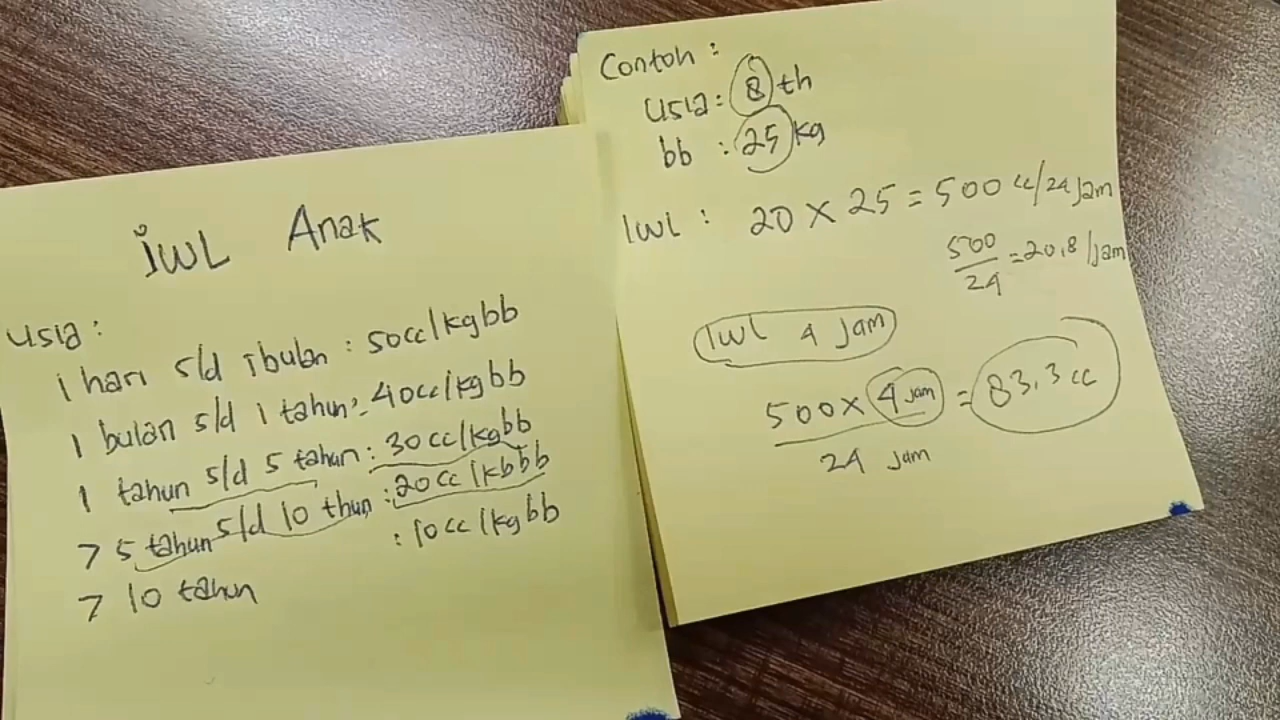 IWL Anak
Usia:
1 hari s/d 1 bulan : 50cc/kgbb
1 bulan s/d 1 tahun : 40cc/kgbb
1 tahun s/d 5 tahun : 30cc/kgbb
> 5 tahun s/d 10 thun : 20cc/kbbb
> 10 tahun : 10cc/kgbb
Contoh :
Usia : 8 th
bb : 25 kg
IWL : 20 x 25 = 500 cc/24 Jam
500
24
=20,8/Jam
IWL 4 Jam
500 x 4 Jam = 83,3 cc
24 Jam